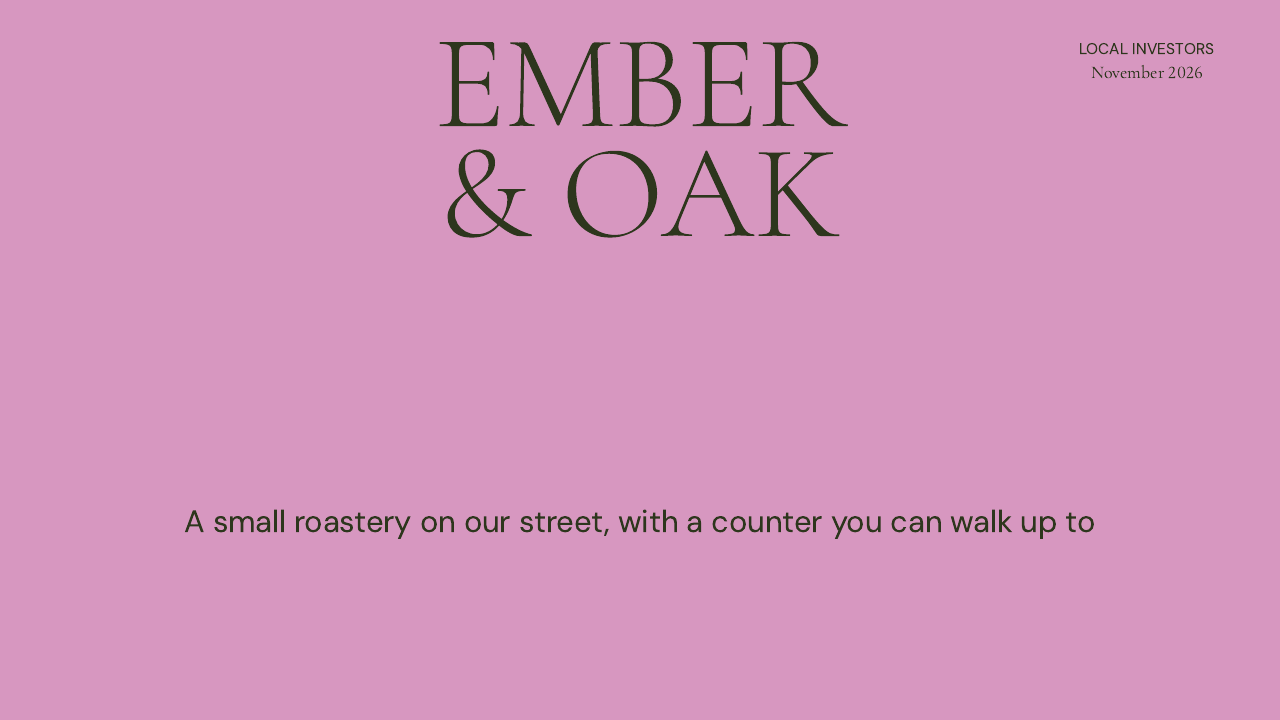 EMBER
& OAK
LOCAL INVESTORS
November 2026
A small roastery on our street, with a counter you can walk up to